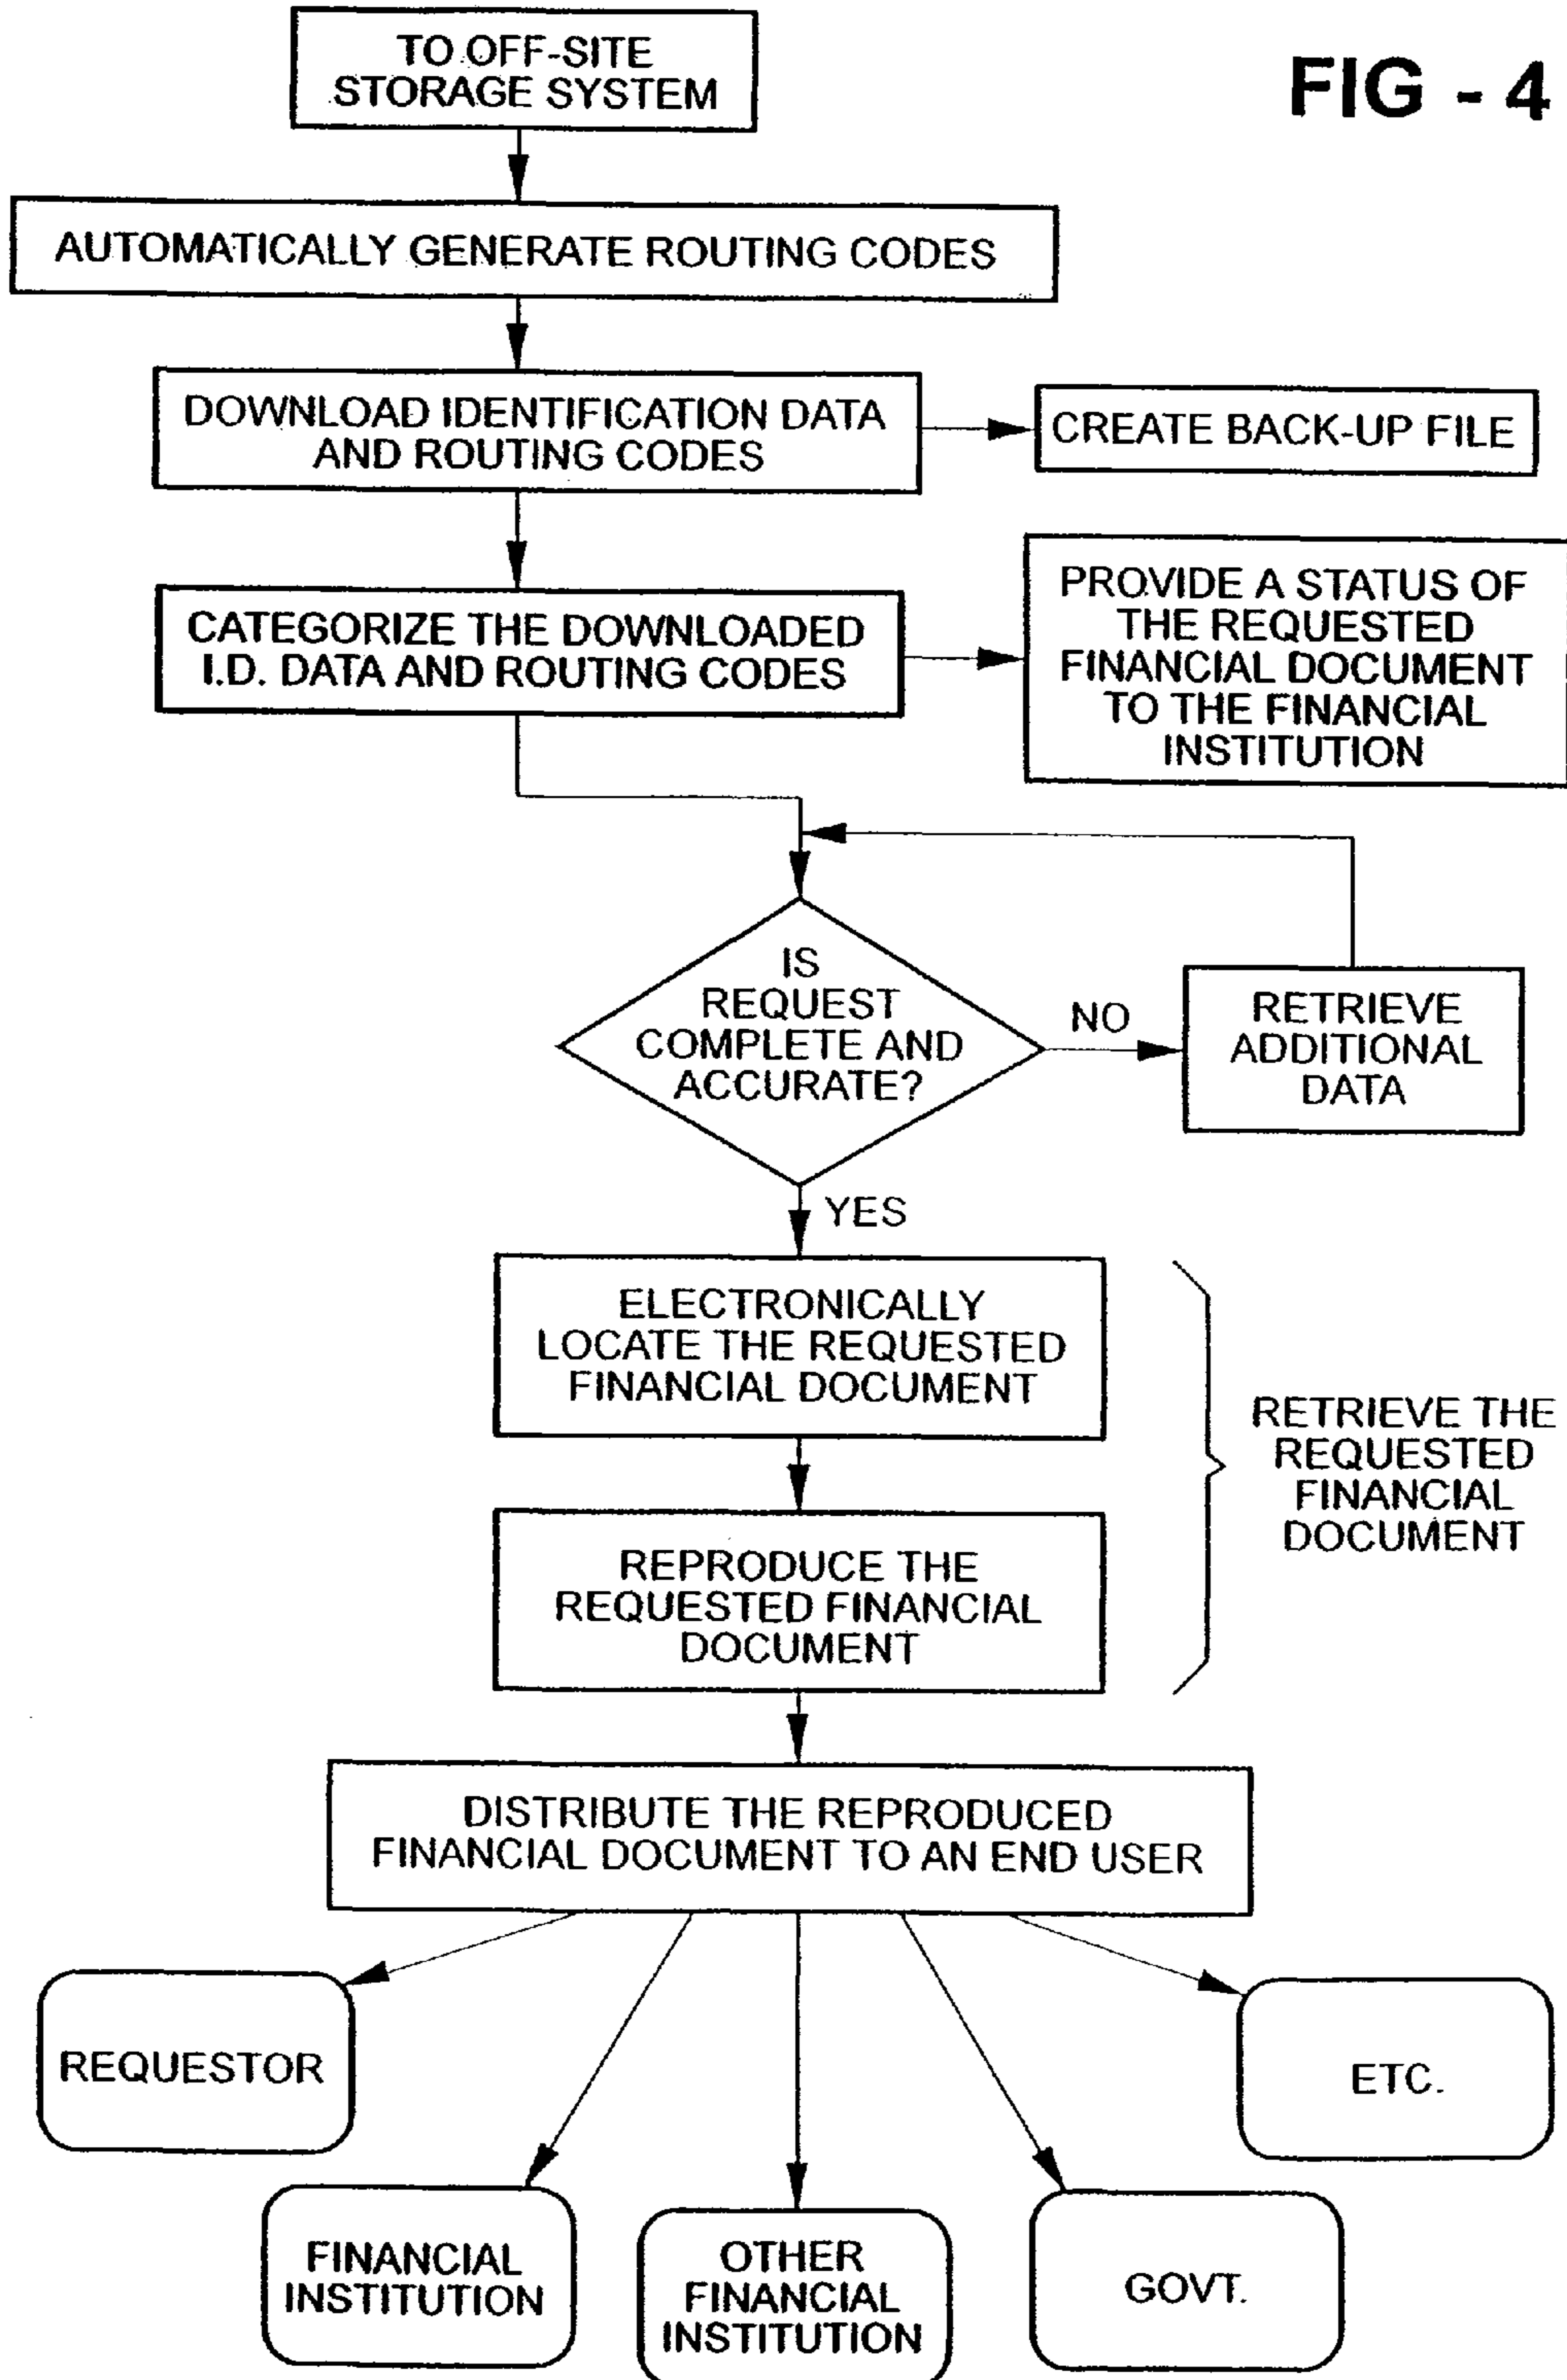 TO OFF-SITE
STORAGE SYSTEM
FIG - 4
AUTOMATICALLY GENERATE ROUTING CODES
DOWNLOAD IDENTIFICATION DATA
AND ROUTING CODES
CREATE BACK-UP FILE
CATEGORIZE THE DOWNLOADED
I.D. DATA AND ROUTING CODES
PROVIDE A STATUS OF
THE REQUESTED
FINANCIAL DOCUMENT
TO THE FINANCIAL
INSTITUTION
IS
REQUEST
COMPLETE AND
ACCURATE?
NO
RETRIEVE
ADDITIONAL
DATA
YES
ELECTRONICALLY
LOCATE THE REQUESTED
FINANCIAL DOCUMENT
REPRODUCE THE
REQUESTED FINANCIAL
DOCUMENT
RETRIEVE THE
REQUESTED
FINANCIAL
DOCUMENT
DISTRIBUTE THE REPRODUCED
FINANCIAL DOCUMENT TO AN END USER
REQUESTOR
FINANCIAL
INSTITUTION
OTHER
FINANCIAL
INSTITUTION
GOVT.
ETC.